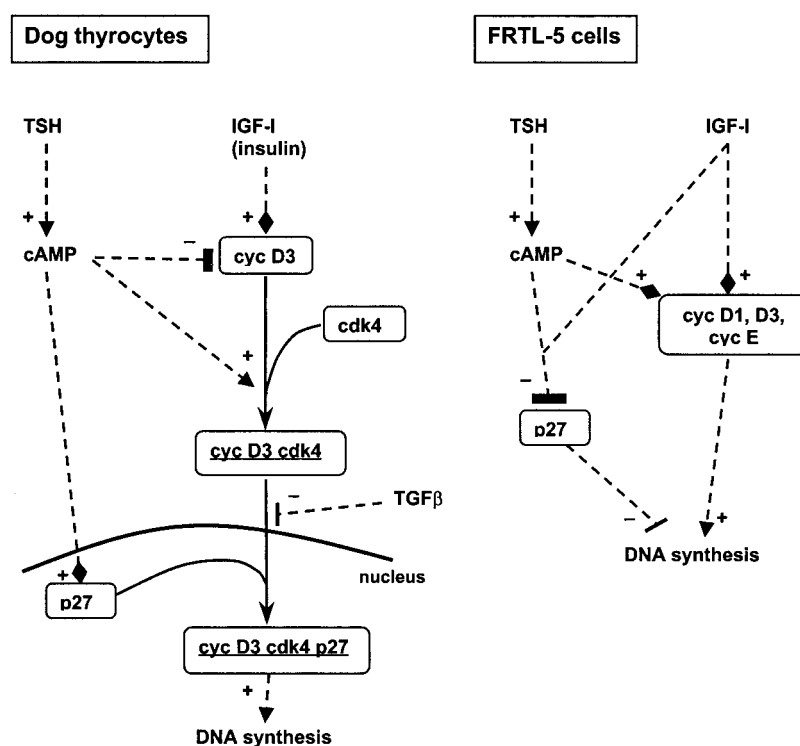 Dog thyrocytes
TSH
IGF-I
(insulin)
+
+
cAMP
−
cyc D3
cdk4
+
cyc D3 cdk4
−
TGFβ
nucleus
+
p27
cyc D3 cdk4 p27
+
DNA synthesis
FRTL-5 cells
TSH
IGF-I
+
cAMP
+
+
cyc D1, D3,
cyc E
−
p27
−
+
DNA synthesis